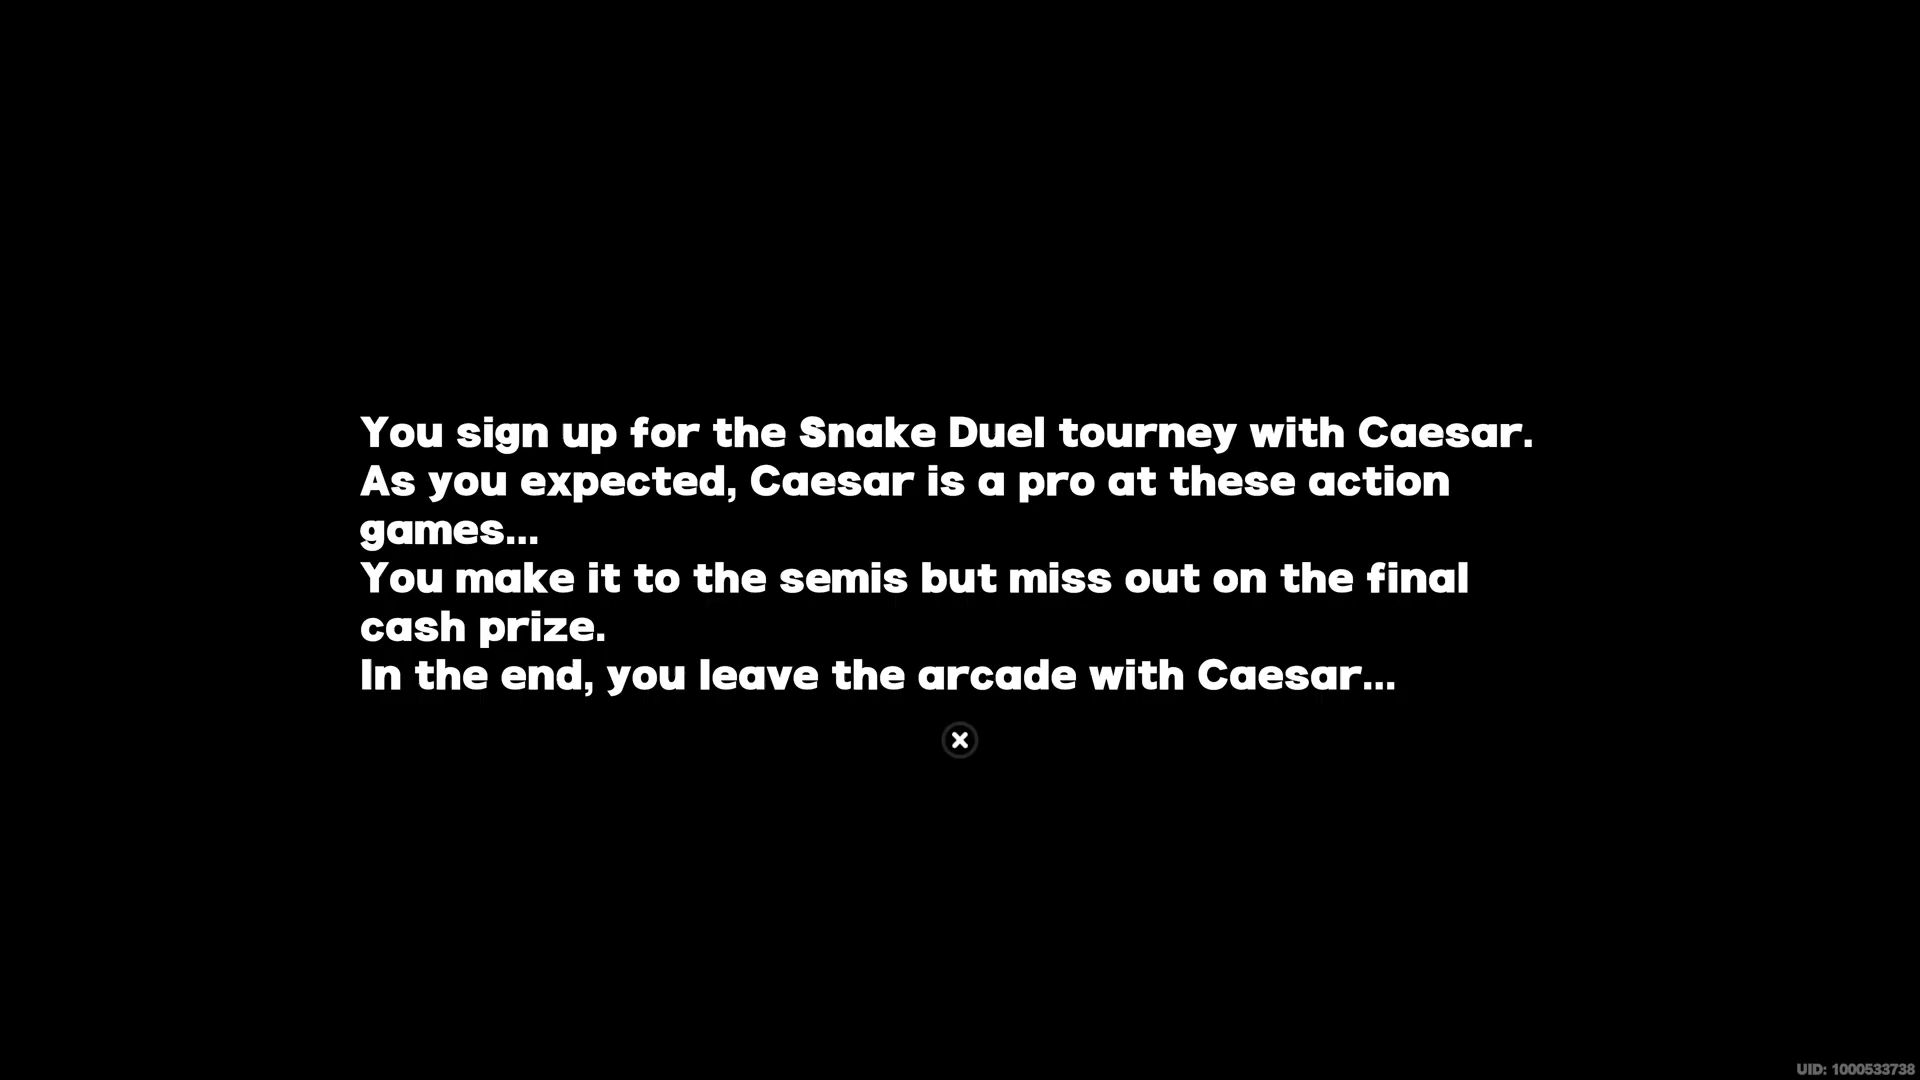 You sign up for the Snake Duel tourney with Caesar.
As you expected, Caesar is a pro at these action
games...
You make it to the semis but miss out on the final
cash prize.
In the end, you leave the arcade with Caesar...
UID: 1000533738